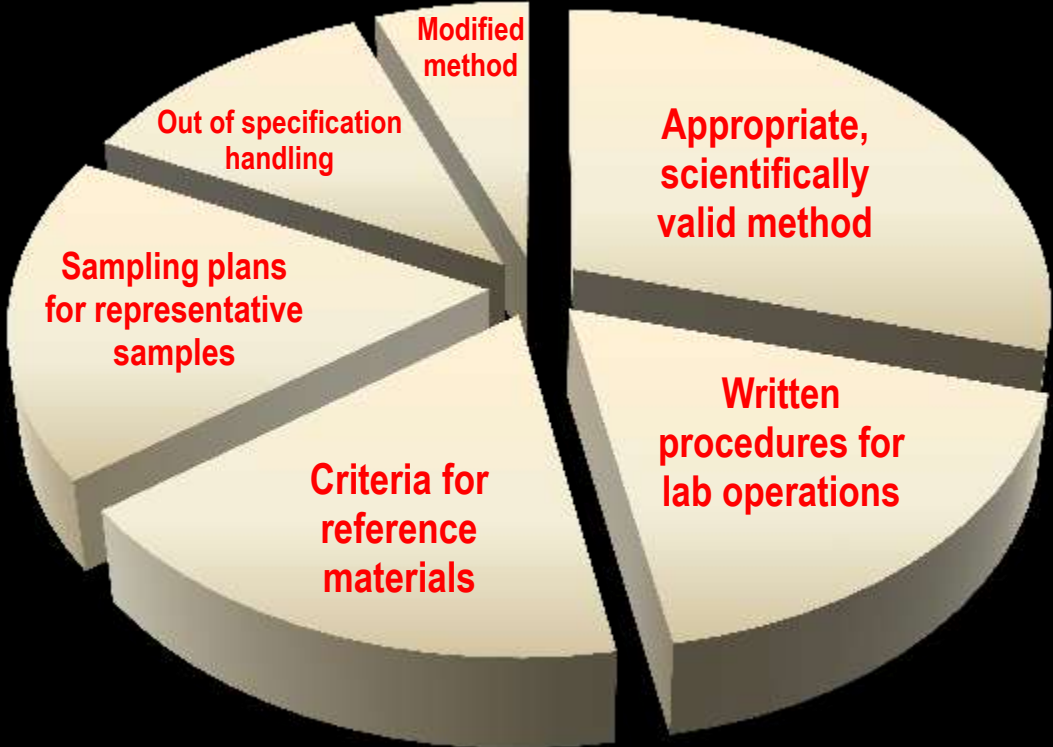 Modified
method
Out of specification
handling
Appropriate,
scientifically
valid method
Sampling plans
for representative
samples
Written
procedures for
lab operations
Criteria for
reference
materials